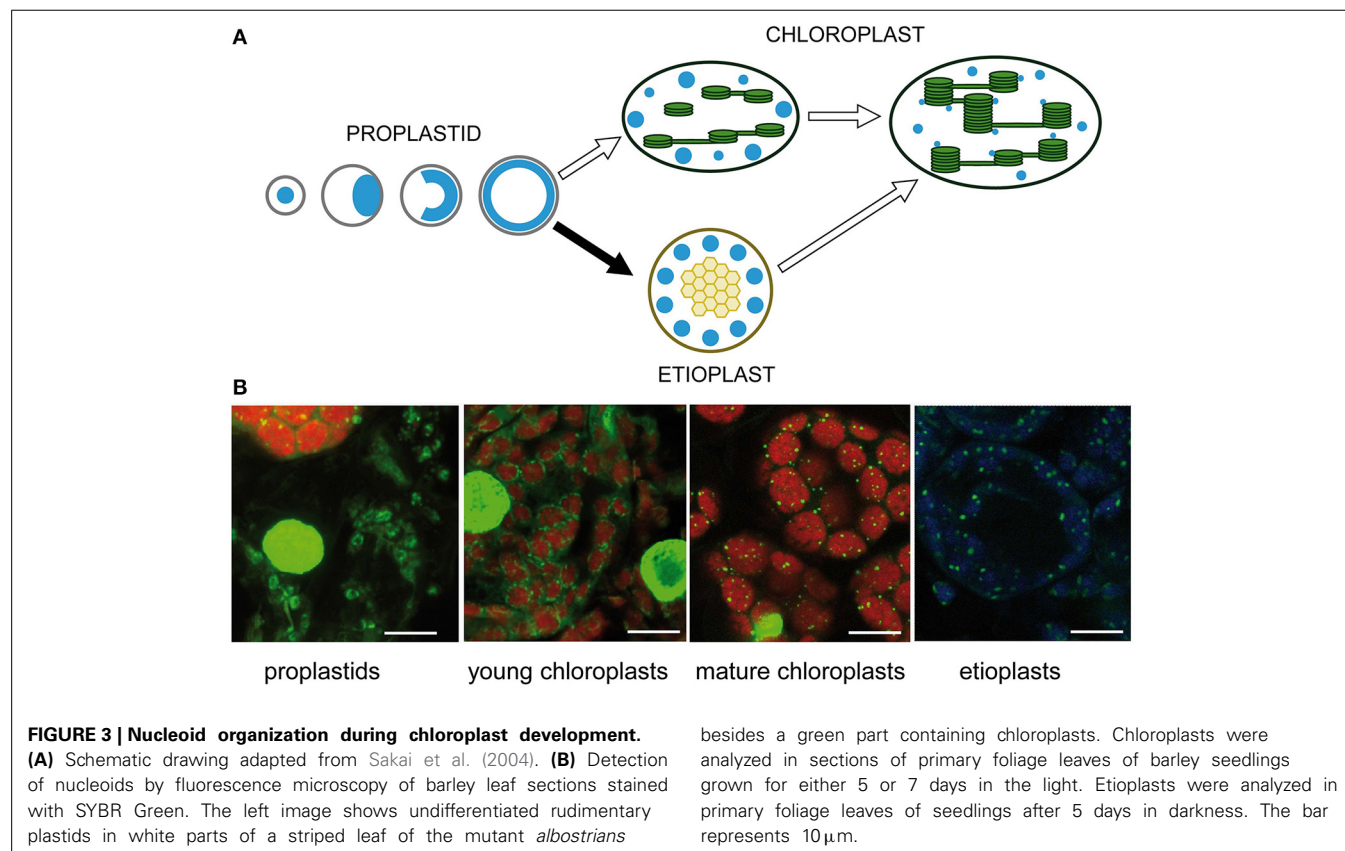 A
CHLOROPLAST
PROPLASTID
ETIOPLAST
B
proplastids
young chloroplasts
mature chloroplasts
etioplasts
FIGURE 3 | Nucleoid organization during chloroplast development.
(A) Schematic drawing adapted from Sakai et al. (2004). (B) Detection
of nucleoids by fluorescence microscopy of barley leaf sections stained
with SYBR Green. The left image shows undifferentiated rudimentary
plastids in white parts of a striped leaf of the mutant albostrians
besides a green part containing chloroplasts. Chloroplasts were
analyzed in sections of primary foliage leaves of barley seedlings
grown for either 5 or 7 days in the light. Etioplasts were analyzed in
primary foliage leaves of seedlings after 5 days in darkness. The bar
represents 10 μm.